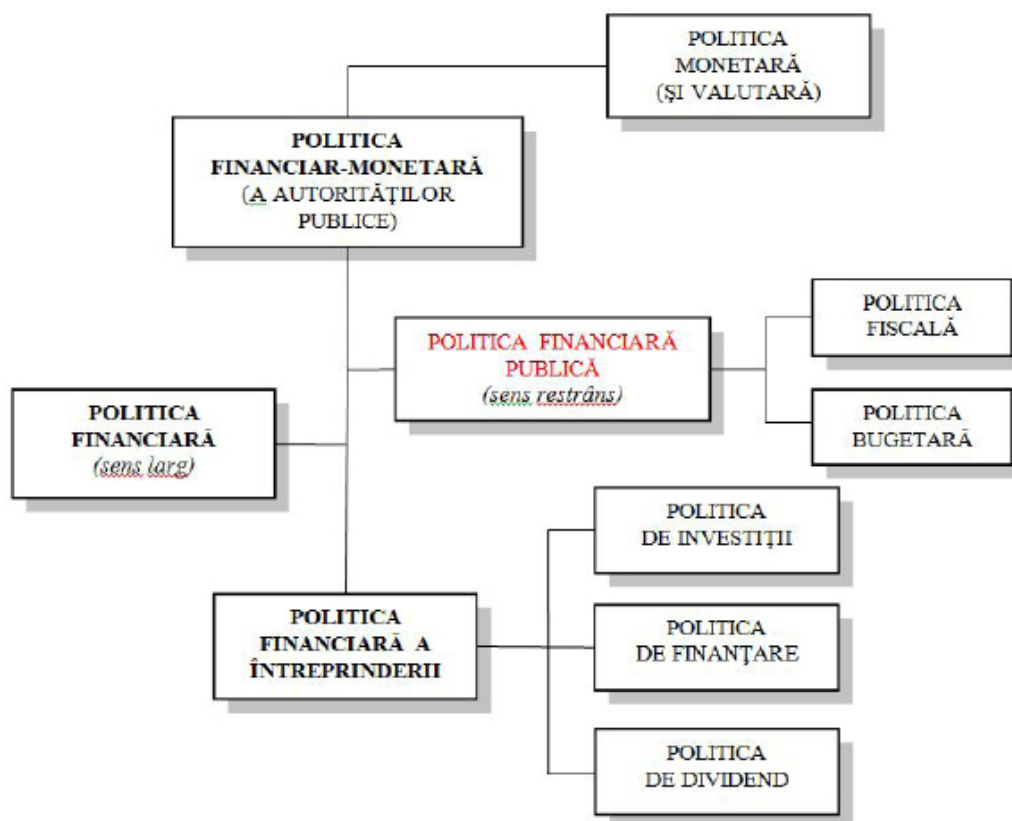 POLITICA
MONETARĂ
(ŞI VALUTARĂ)
POLITICA
FINANCIAR-MONETARĂ
(A AUTORITĂŢILOR
PUBLICE)
POLITICA
FISCALĂ
POLITICA FINANCIARĂ
PUBLICĂ
(sens restrâns)
POLITICA
FINANCIARĂ
(sens larg)
POLITICA
BUGETARĂ
POLITICA
DE INVESTIŢII
POLITICA
FINANCIARĂ A
ÎNTREPRINDERII
POLITICA
DE FINANŢARE
POLITICA
DE DIVIDEND